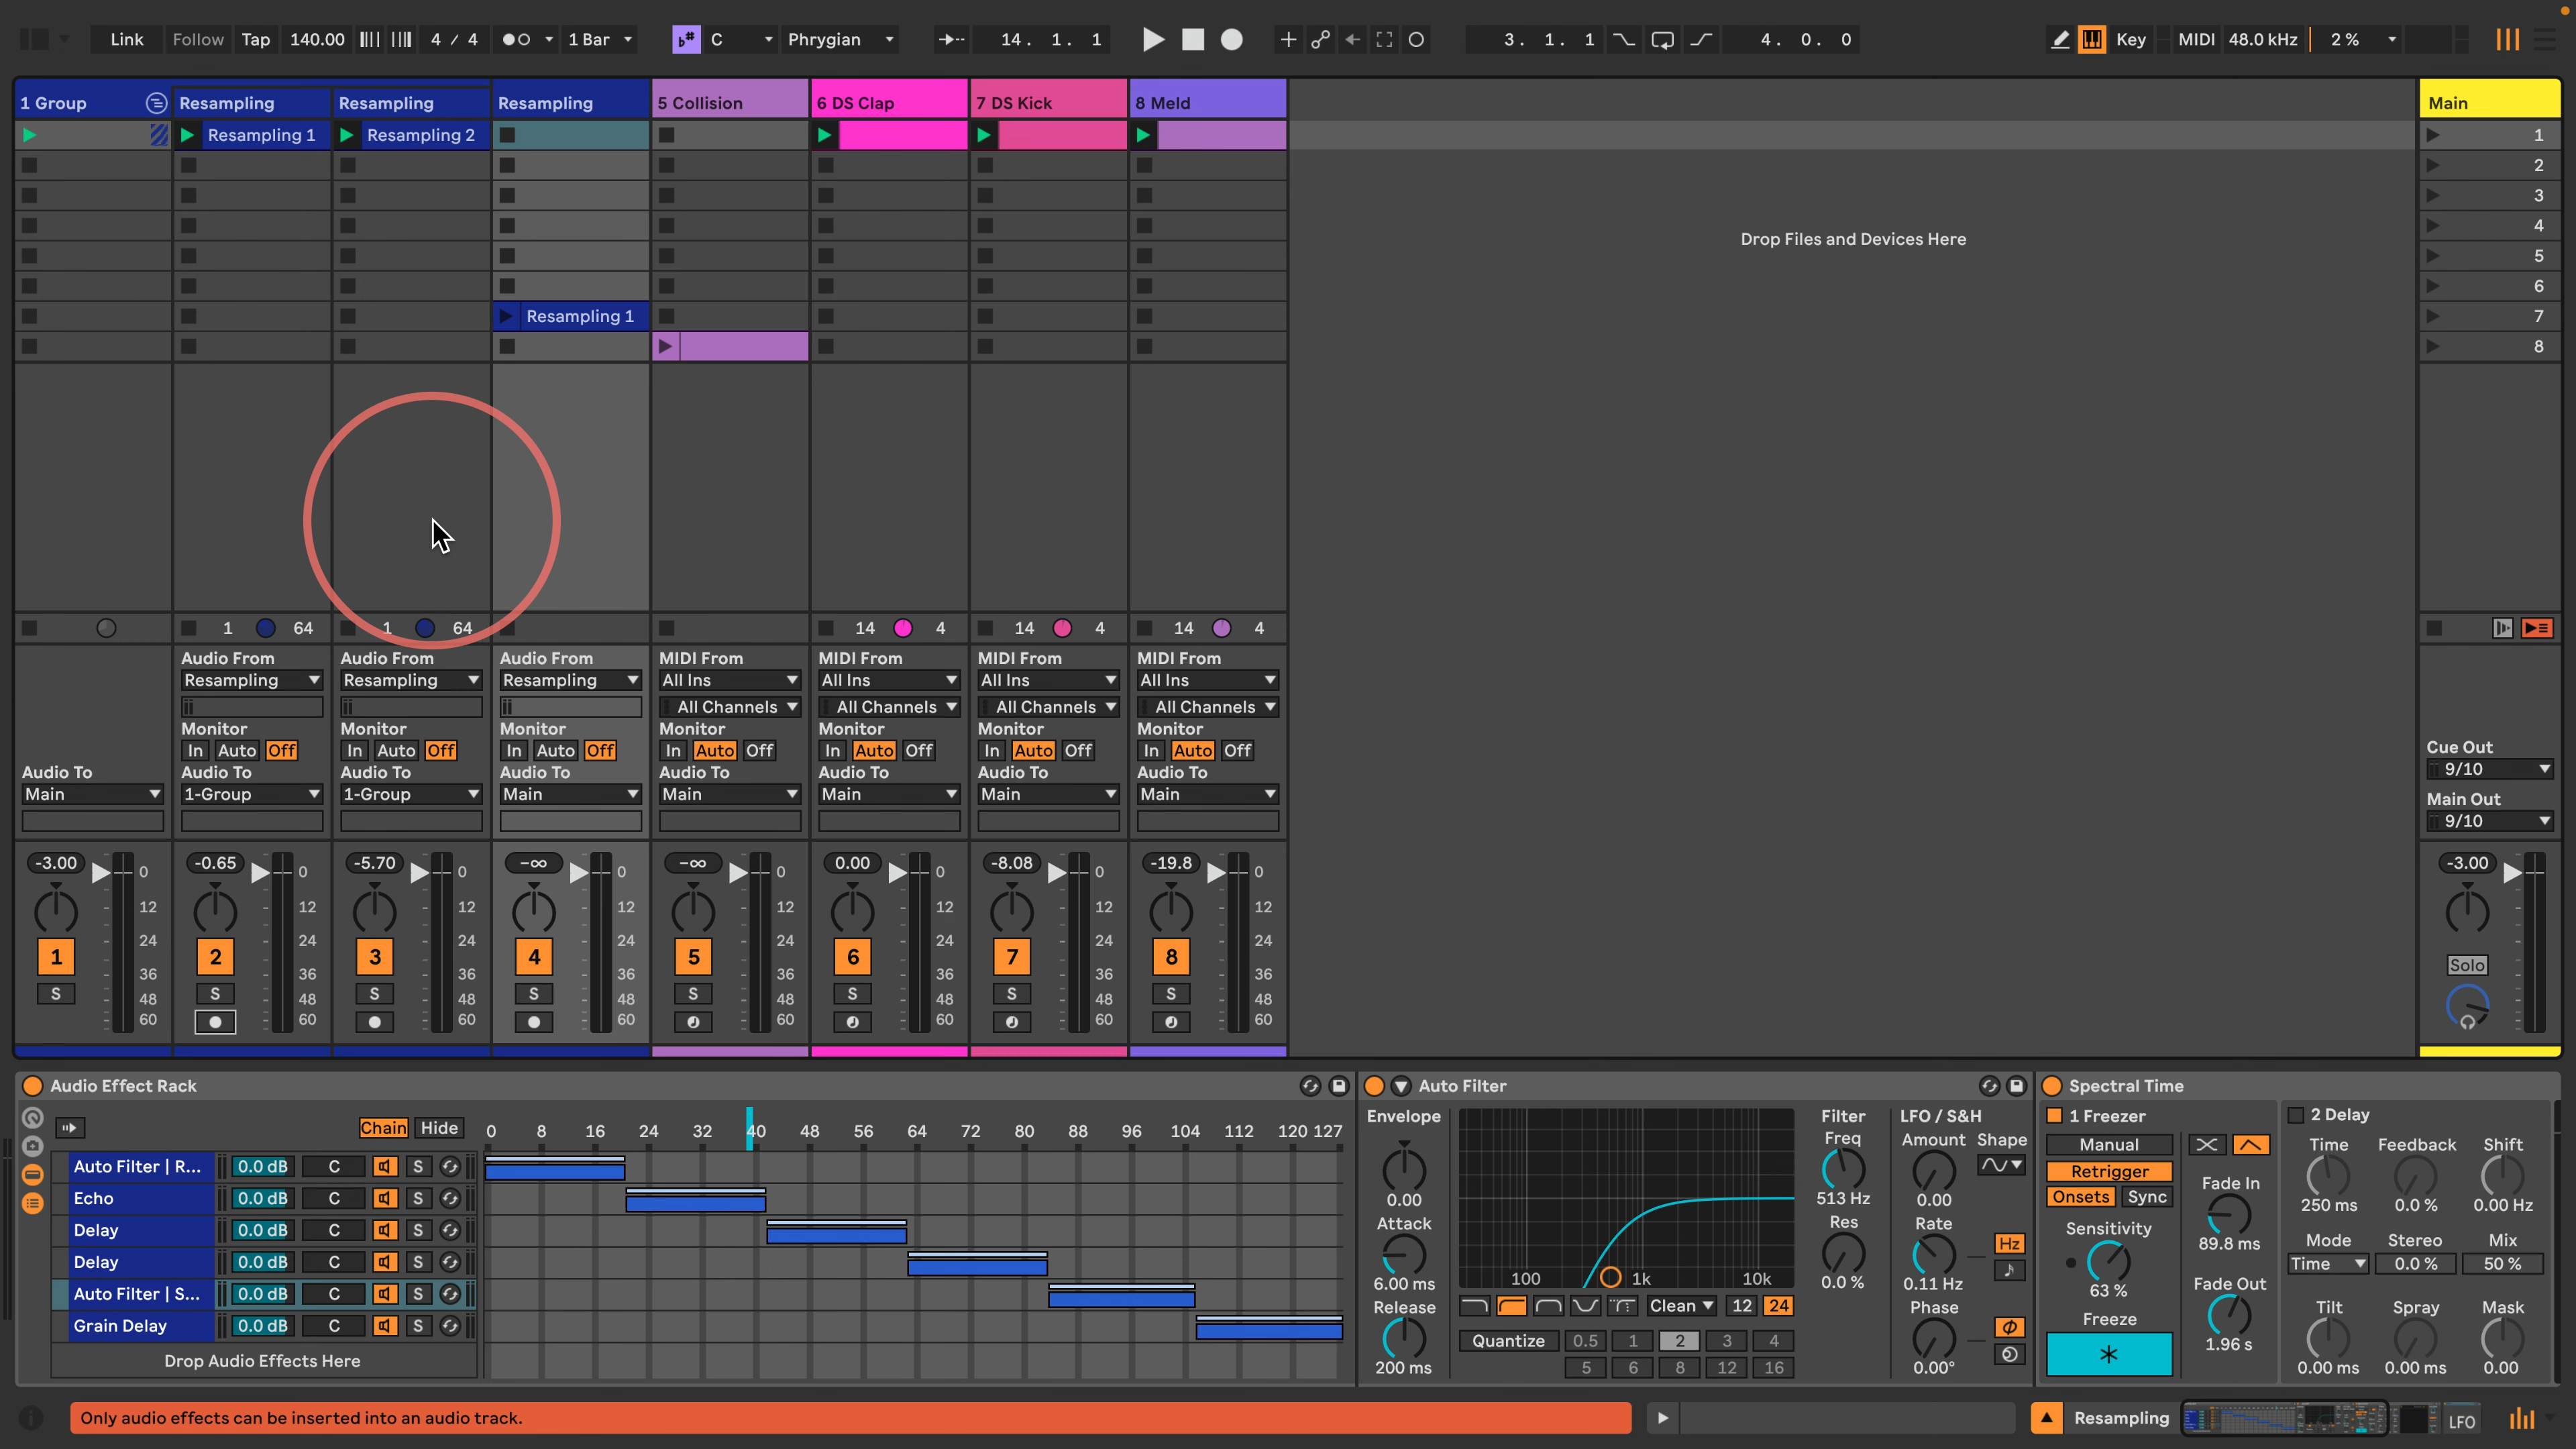 Link Follow Tap 140.00 4 / 4 1 Bar C Phrygian 14. 1. 1 3. 1. 1 4. 0. 0 Key MIDI 48.0 kHz 2 %
1 Group Resampling Resampling Resampling 5 Collision 6 DS Clap 7 DS Kick 8 Meld Main
Resampling 1 Resampling 2 1
2
3
Drop Files and Devices Here
4
5
6
Resampling 1 7
8
1 64 1 64 14 4 14 4 14 4
Audio From Audio From Audio From MIDI From MIDI From MIDI From MIDI From
Resampling Resampling Resampling All Ins All Ins All Ins All Ins
All Channels All Channels All Channels All Channels
Monitor Monitor Monitor Monitor Monitor Monitor Monitor
In Auto Off In Auto Off In Auto Off In Auto Off In Auto Off In Auto Off In Auto Off Cue Out
Audio To Audio To Audio To Audio To Audio To Audio To Audio To Audio To 9/10
Main 1-Group 1-Group Main Main Main Main Main Main Out
9/10
-3.00 -0.65 -5.70 -∞ -∞ 0.00 -8.08 -19.8 -3.00
0 0 0 0 0 0 0 0
12 12 12 12 12 12 12 12
24 24 24 24 24 24 24 24
1 2 3 4 5 6 7 8 Solo
36 36 36 36 36 36 36 36
S S S S S S S S
48 48 48 48 48 48 48 48
60 60 60 60 60 60 60 60
Audio Effect Rack Auto Filter Spectral Time
Chain Hide 0 8 16 24 32 40 48 56 64 72 80 88 96 104 112 120 127
Auto Filter | R... 0.0 dB C S
Echo 0.0 dB C S
Delay 0.0 dB C S
Delay 0.0 dB C S
Auto Filter | S... 0.0 dB C S
Grain Delay 0.0 dB C S
Drop Audio Effects Here
Envelope
0.00
Attack
6.00 ms
Release
200 ms
100 1k 10k
Clean 12 24
Quantize 0.5 1 2 3 4
5 6 8 12 16
Filter
Freq
513 Hz
Res
0.0 %
LFO / S&H
Amount Shape
0.00
Rate
Hz
0.11 Hz
Phase
0.00°
1 Freezer
Manual
Retrigger
Onsets Sync
Sensitivity
63 %
Freeze
Fade In
89.8 ms
Fade Out
1.96 s
2 Delay
Time Feedback Shift
250 ms 0.0 % 0.00 Hz
Mode Stereo Mix
Time 0.0 % 50 %
Tilt Spray Mask
0.00 ms 0.00 ms 0.00
Only audio effects can be inserted into an audio track. Resampling LFO